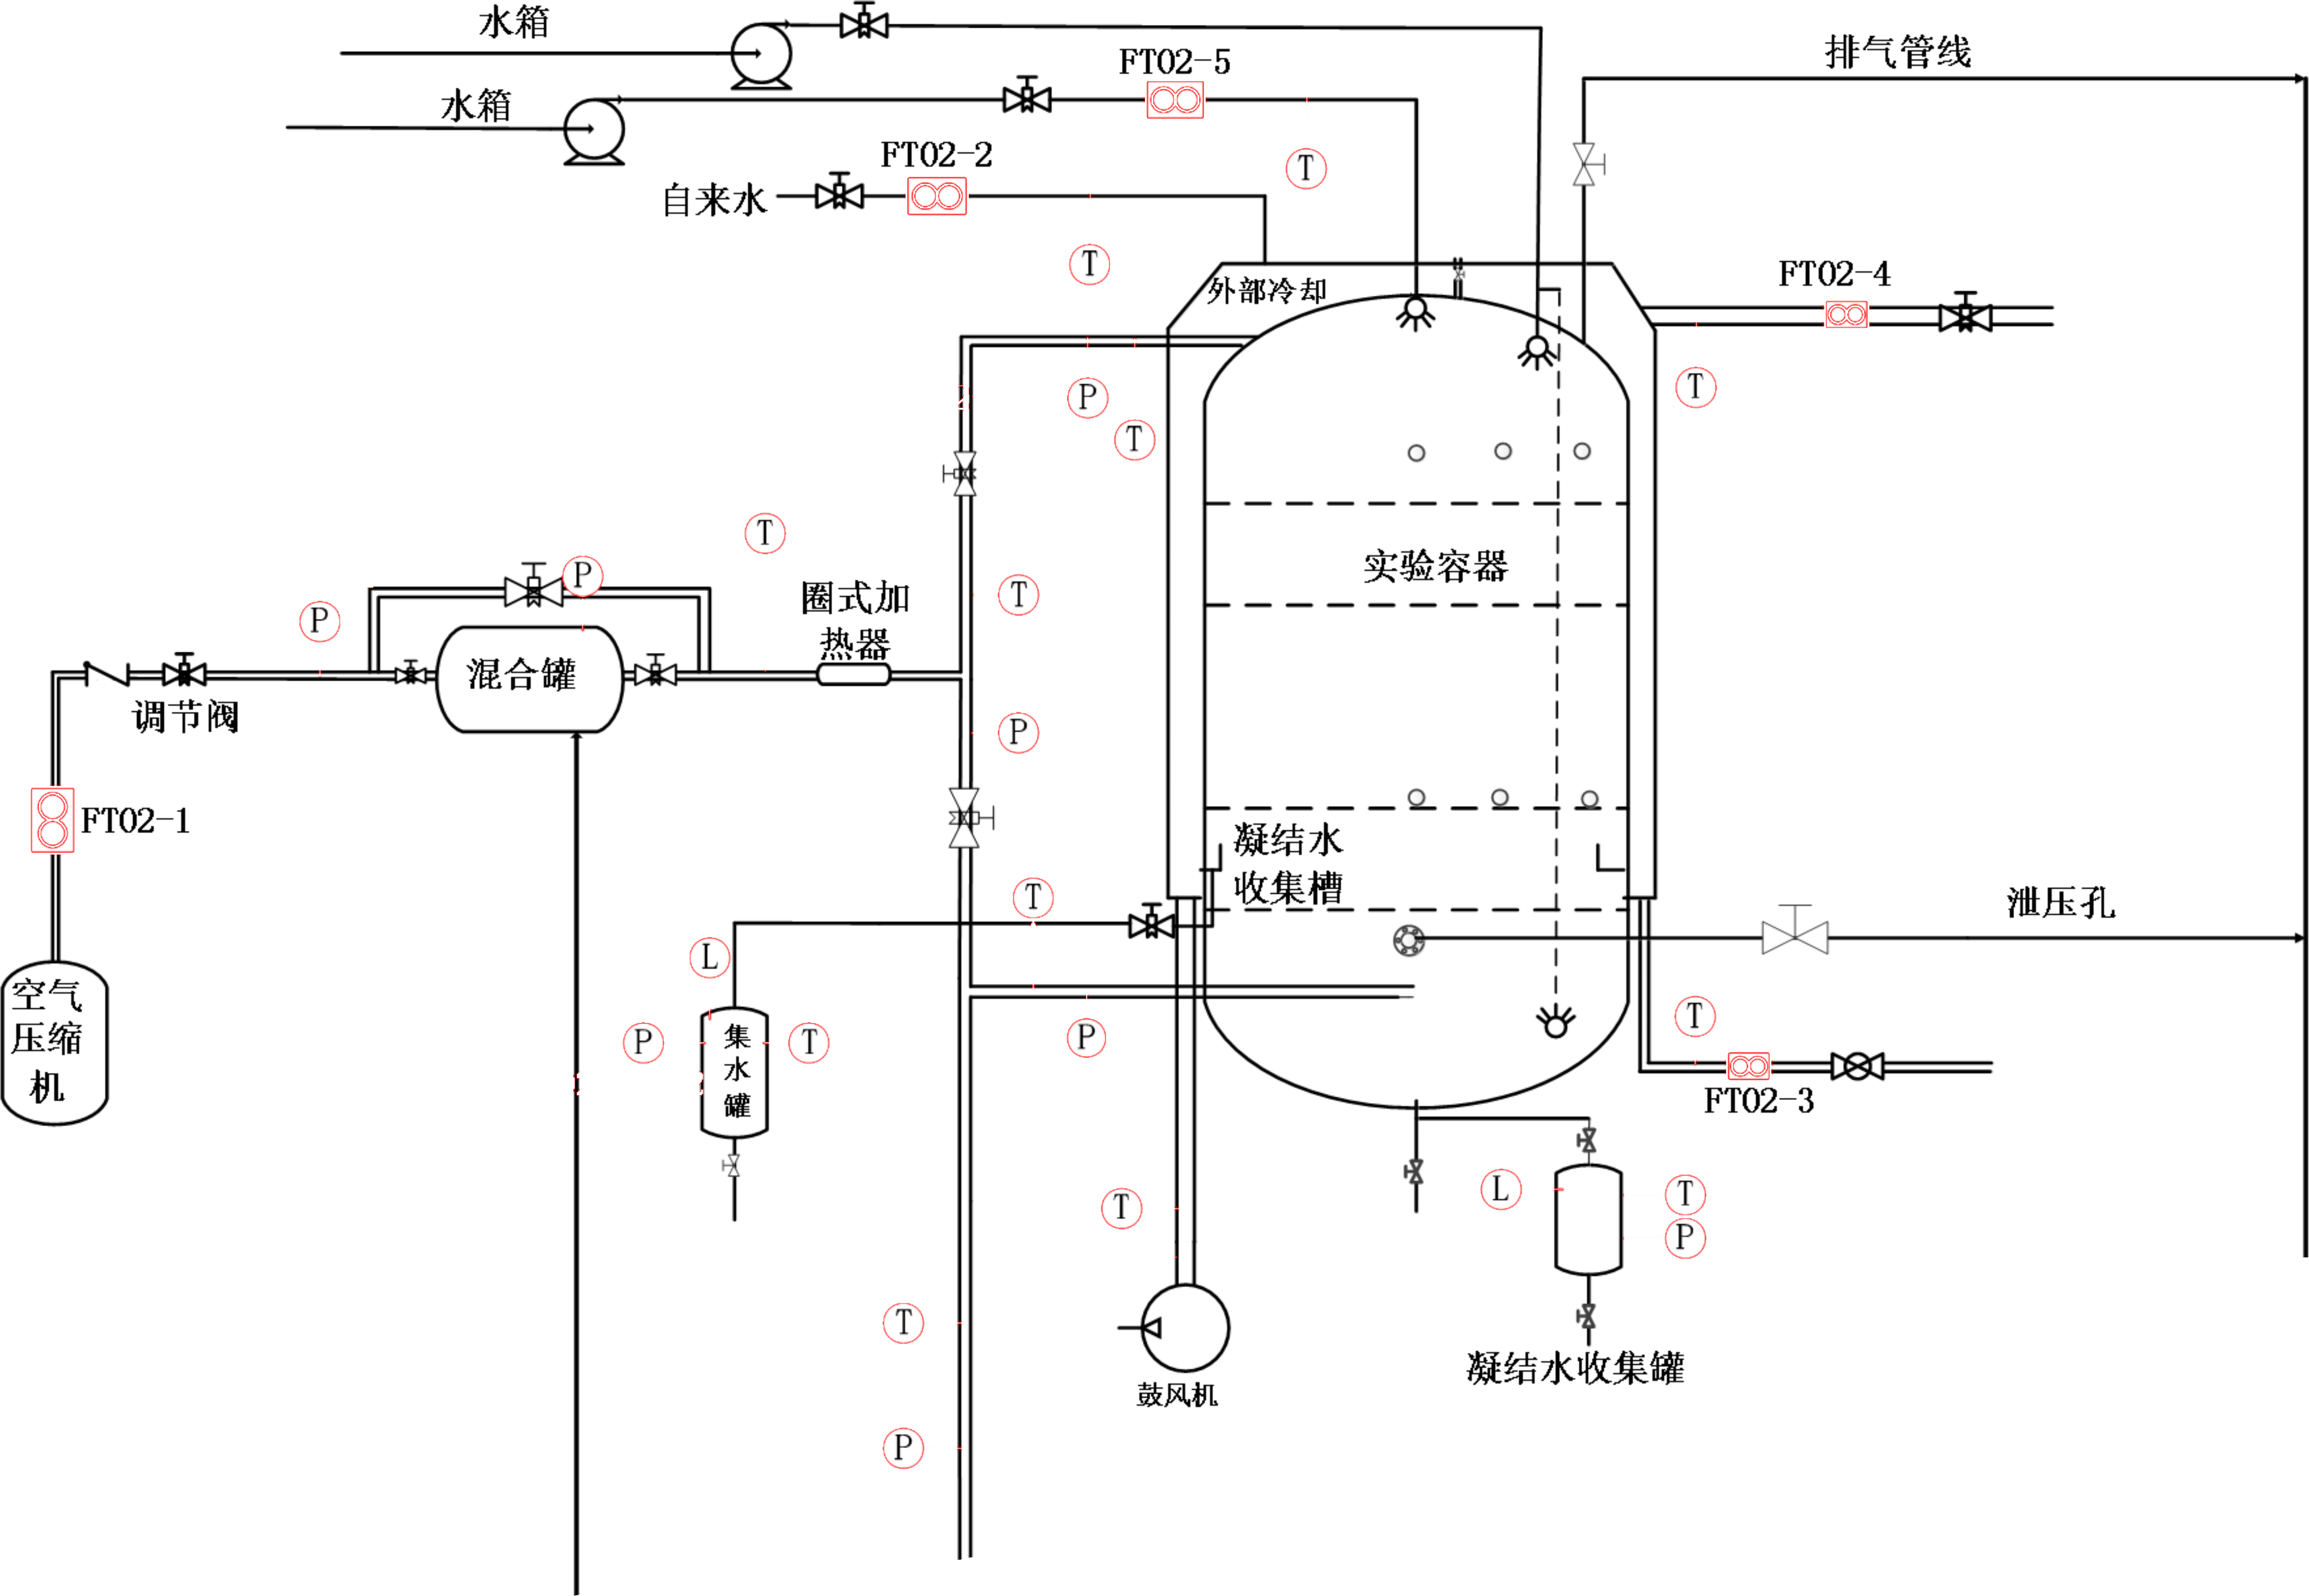 水箱
FT02-5
排气管线
水箱
FT02-2
T
自来水
T
FT02-4
外部冷却
P
T
T
T
实验容器
P
圈式加
热器
T
P
混合罐
调节阀
P
FT02-1
凝结水
收集槽
T
泄压孔
L
空气
压缩
机
P
集
水
罐
T
P
T
FT02-3
L
T
P
T
T
凝结水收集罐
鼓风机
P